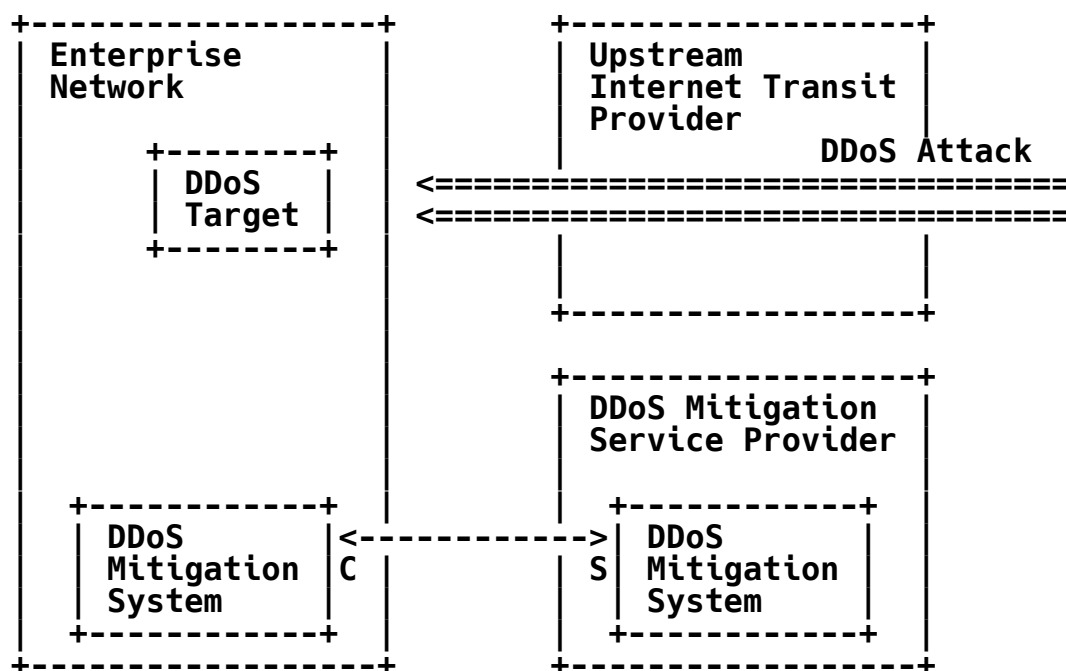 Enterprise
Network
Upstream
Internet Transit
Provider
DDoS Attack
DDoS
Target
DDoS Mitigation
Service Provider
DDoS
Mitigation
System
C
S
DDoS
Mitigation
System